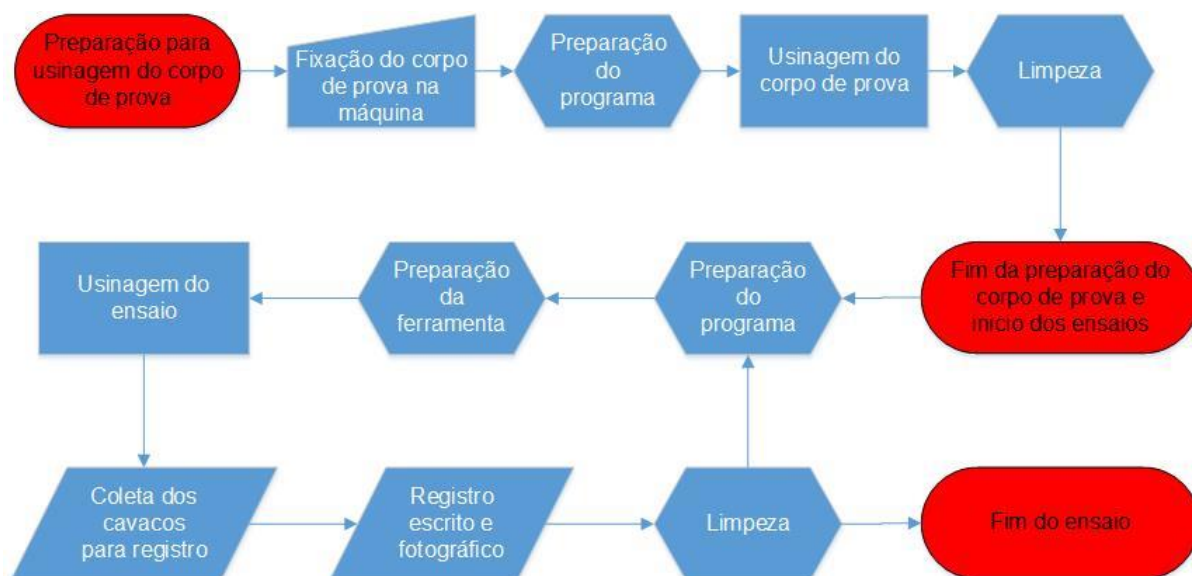 Preparação para
usinagem do corpo
de prova
Fixação do corpo
de prova na
máquina
Preparação
do
programa
Usinagem do
corpo de prova
Limpeza
Fim da preparação do
corpo de prova e
inicio dos ensaios
Preparação
do
programa
Preparação
da
ferramenta
Usinagem do
ensaio
Coleta dos
cavacos
para registro
Registro
escrito e
fotográfico
Limpeza
Fim do ensaio